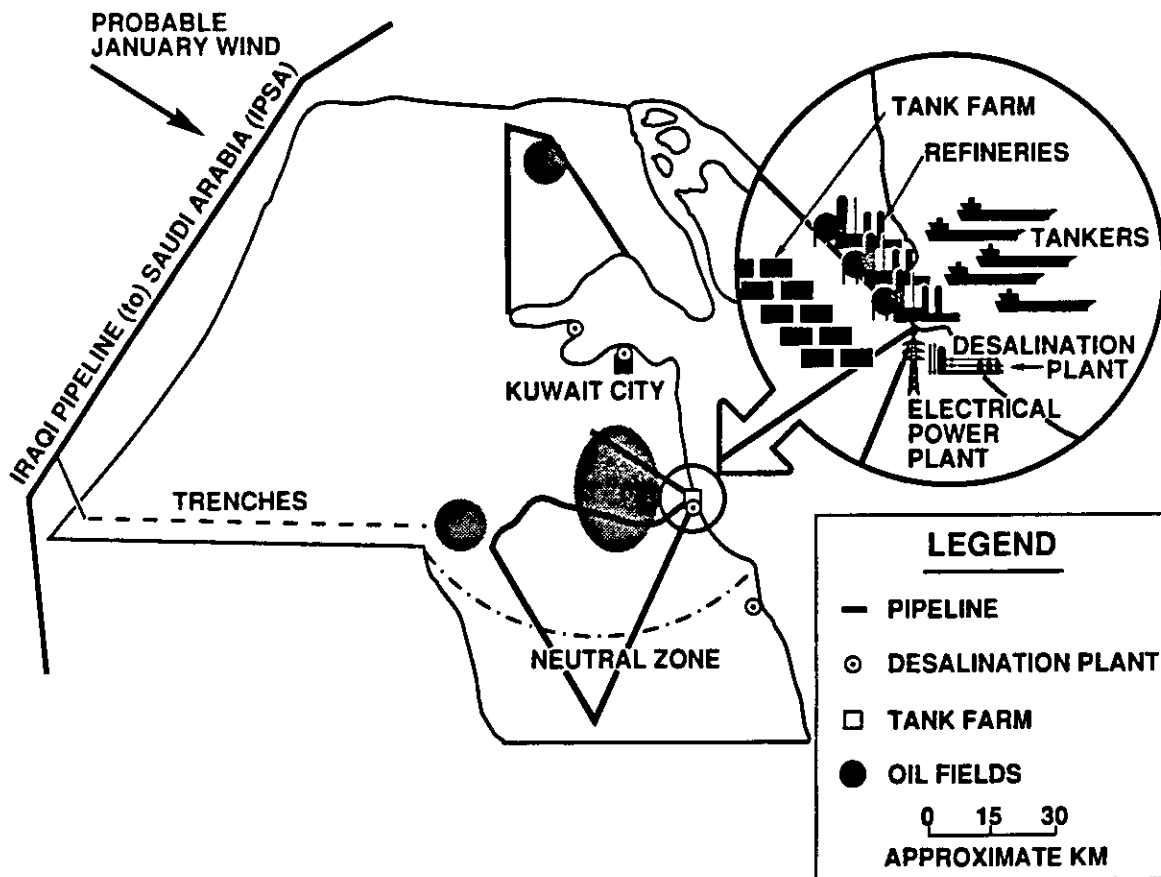 PROBABLE
JANUARY WIND
IRAQI PIPELINE (to) SAUDI ARABIA (IPSA)
TANK FARM
REFINERIES
TANKERS
DESALINATION
PLANT
ELECTRICAL
POWER
PLANT
KUWAIT CITY
TRENCHES
NEUTRAL ZONE
LEGEND
PIPELINE
DESALINATION PLANT
TANK FARM
OIL FIELDS
0 15 30
APPROXIMATE KM